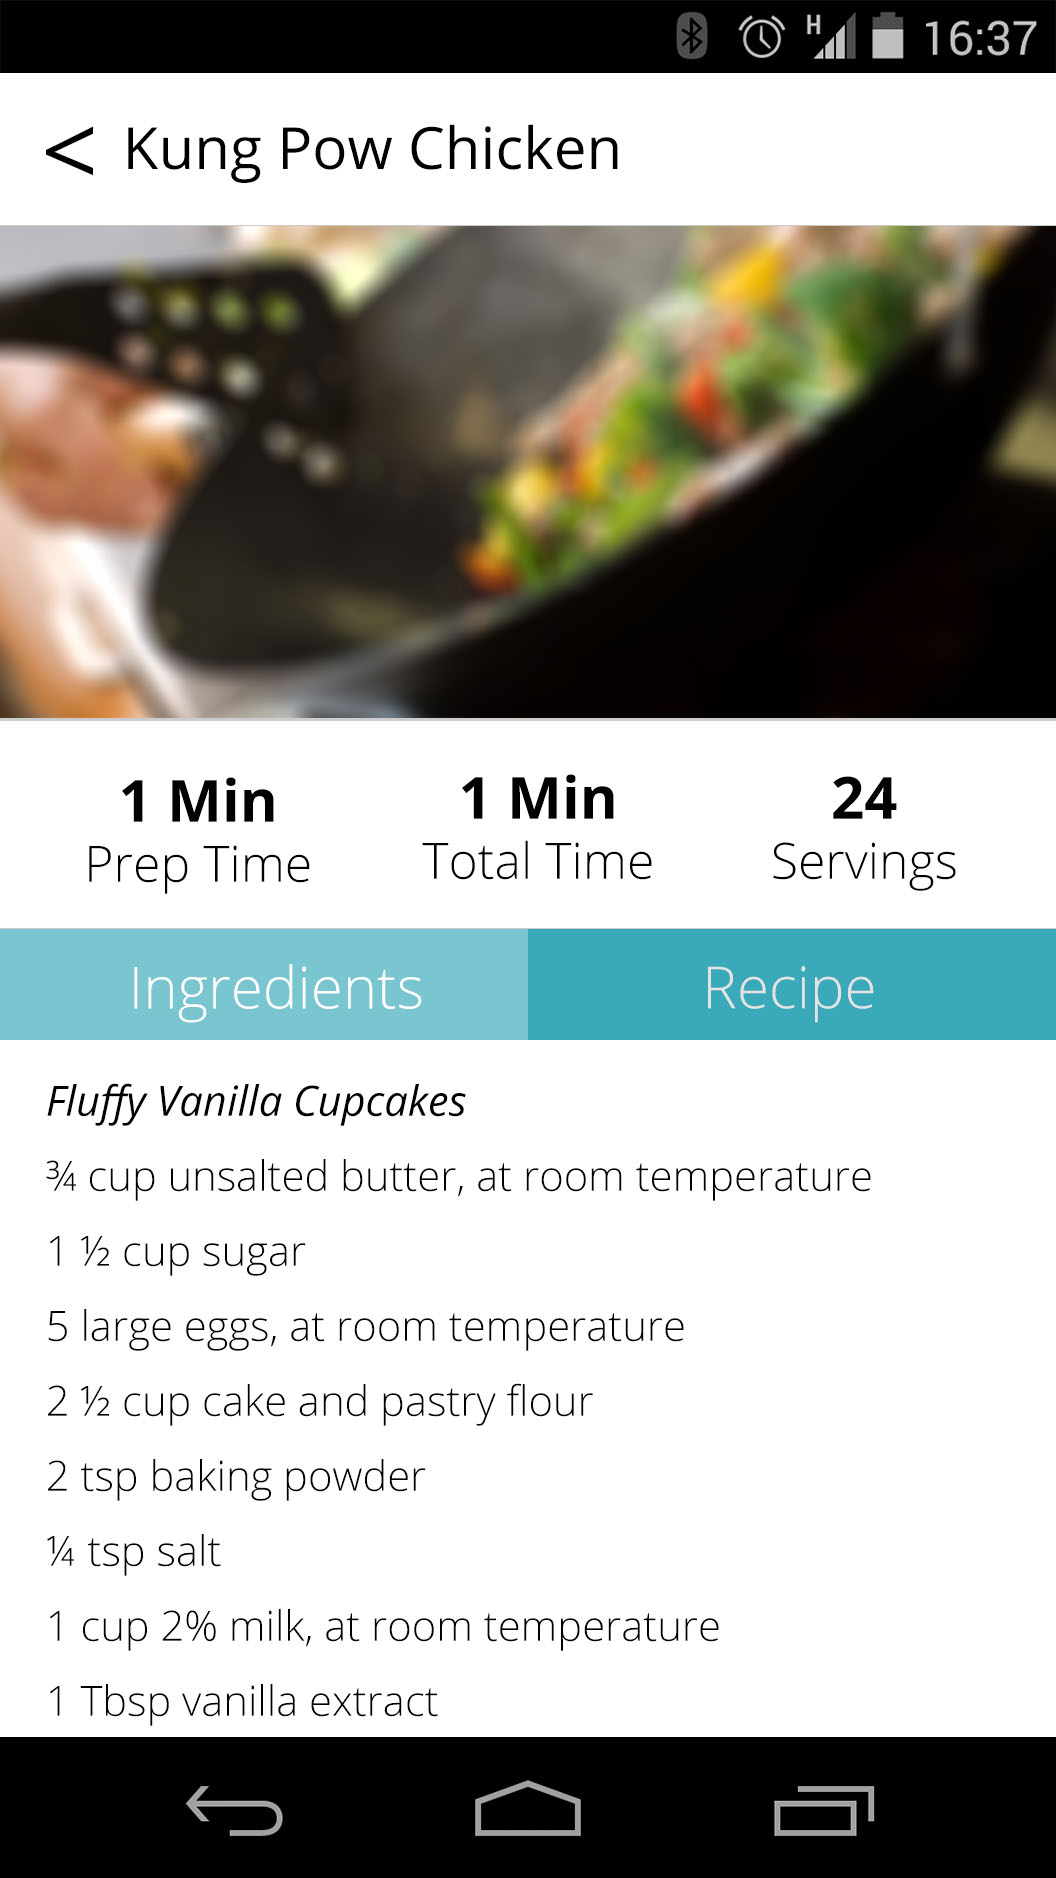 H 16:37
< Kung Pow Chicken
1 Min 1 Min 24
Prep Time Total Time Servings
Ingredients Recipe
Fluffy Vanilla Cupcakes
¾ cup unsalted butter, at room temperature
1 ½ cup sugar
5 large eggs, at room temperature
2 ½ cup cake and pastry flour
2 tsp baking powder
¼ tsp salt
1 cup 2% milk, at room temperature
1 Tbsp vanilla extract